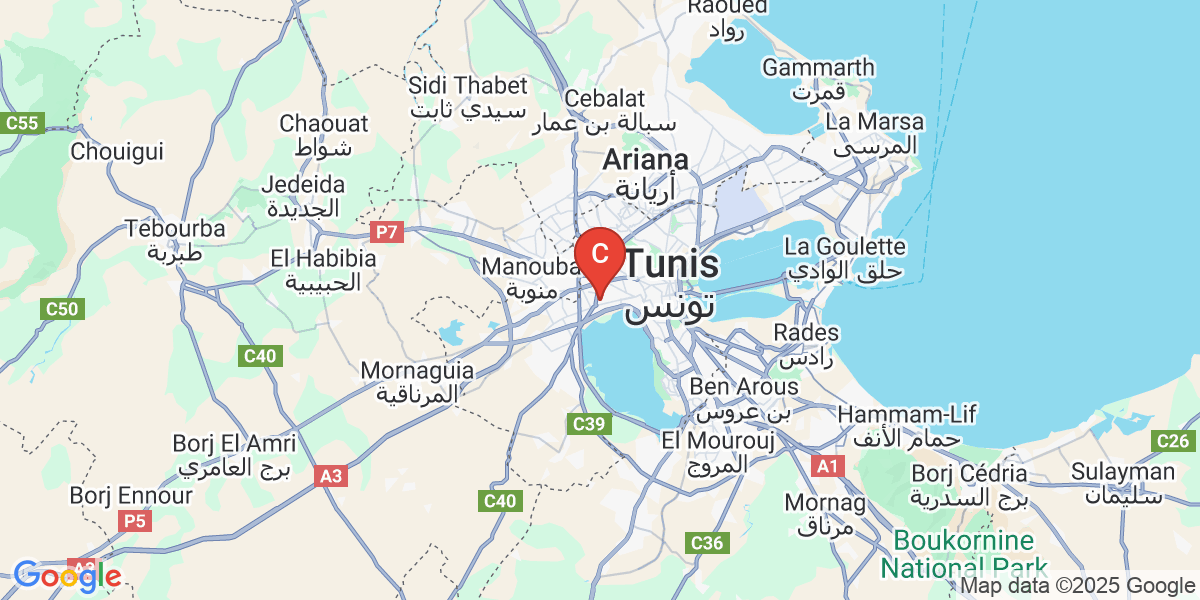 Raoued
رواد
Gammarth
قمرت
Sidi Thabet
سيدي ثابت
Cebalat
سبالة بن عمار
La Marsa
المرسى
C55
Chaouat
شواط
Chouigui
Ariana
أريانة
Jedeida
الجديدة
Tebourba
طبربة
P7
El Habibia
الحبيبية
Manouba
منوبة
C
Tunis
تونس
La Goulette
حلق الوادي
C50
C40
Rades
رادس
Mornaguia
المرناقية
Ben Arous
بن عروس
C39
Hammam-Lif
حمام الأنف
El Mourouj
المروج
C26
Borj El Amri
برج العامري
A3
A1
Borj Cédria
برج السدرية
Sulayman
سليمان
Borj Ennour
P5
C40
Mornag
مرناق
C36
Boukornine
National Park
A3
Google
Map data ©2025 Google